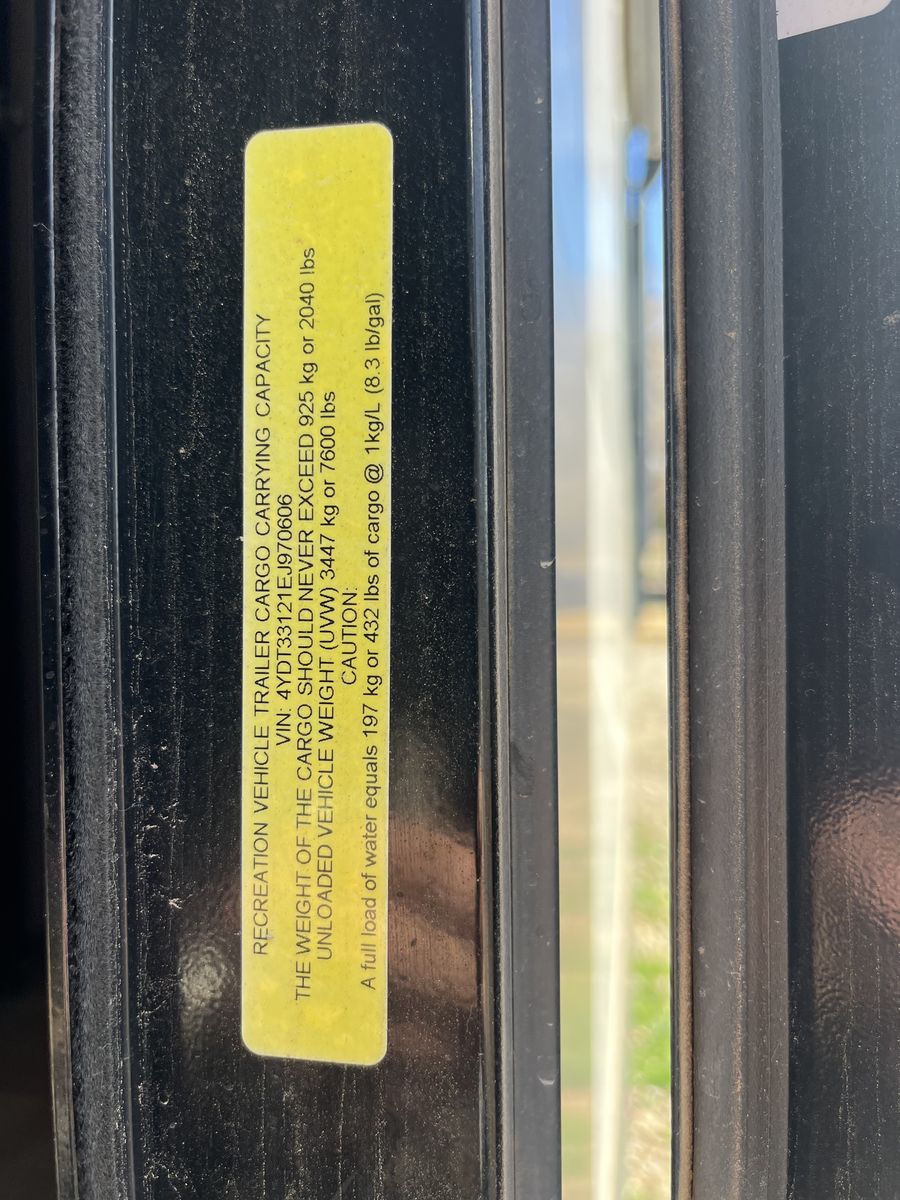 RECREATION VEHICLE TRAILER CARGO CARRYING CAPACITY
VIN: 4YDT33121EJ970606
THE WEIGHT OF THE CARGO SHOULD NEVER EXCEED 925 kg or 2040 lbs
UNLOADED VEHICLE WEIGHT (UVW) 3447 kg or 7600 lbs
CAUTION:
A full load of water equals 197 kg or 432 lbs of cargo @ 1kg/L (8.3 lb/gal)